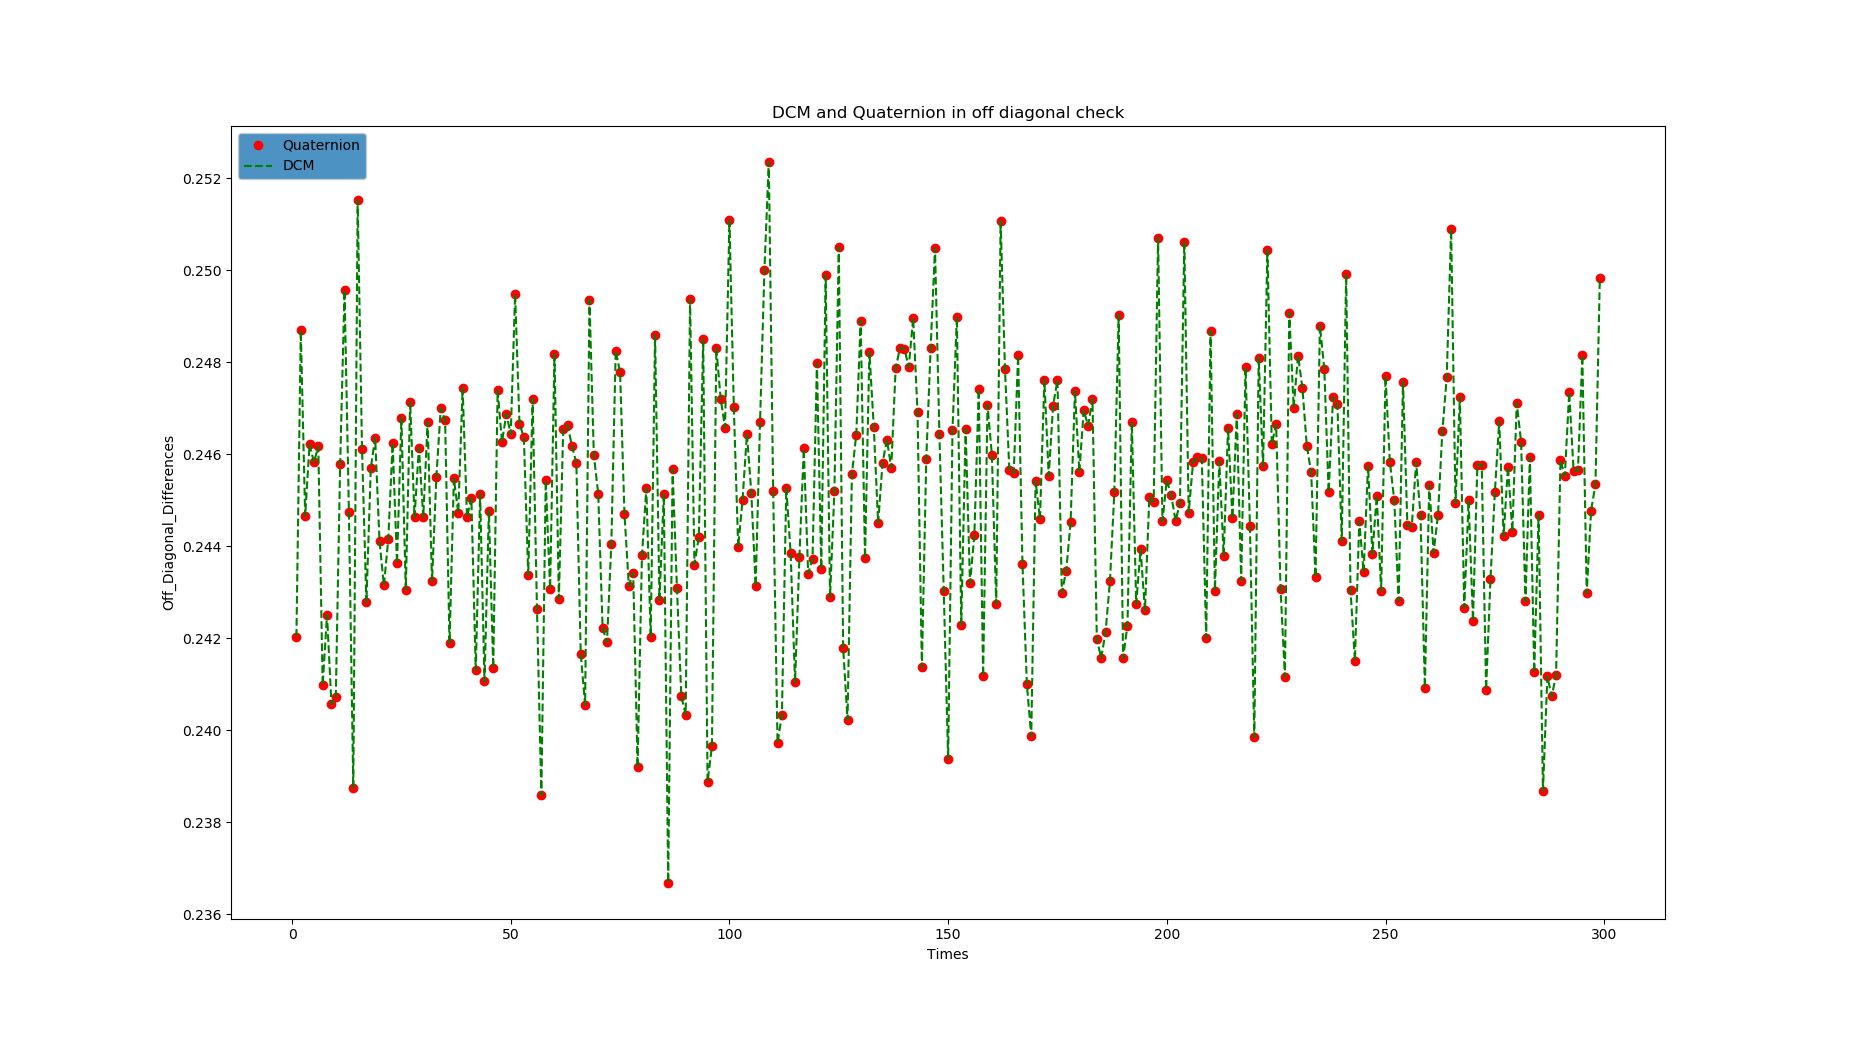 DCM and Quaternion in off diagonal check
Quaternion
DCM
0.252
0.250
0.248
0.246
0.244
0.242
0.240
0.238
0.236
Off_Diagonal_Differences
0 50 100 150 200 250 300
Times